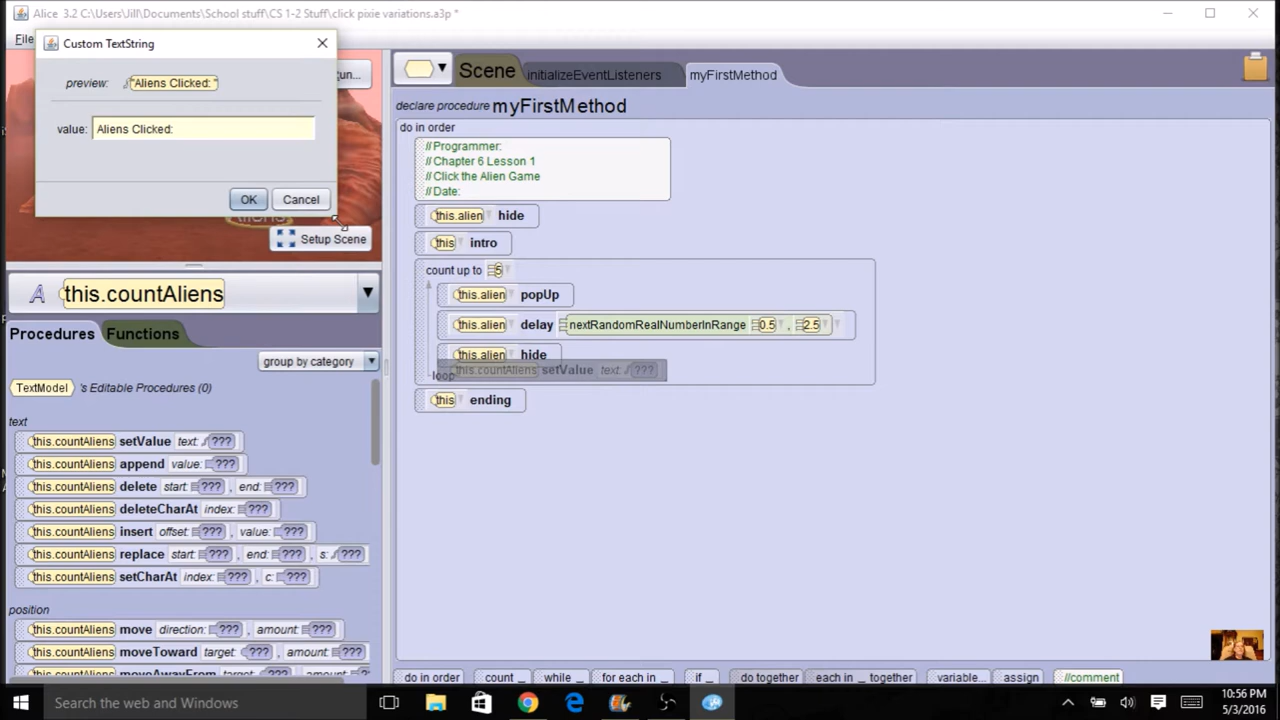 Alice 3.2 C:\Users\Jill\Documents\School stuff\CS 1-2 Stuff\click pixie variations.a3p *
File
Custom TextString
preview: "Aliens Clicked: "
value: Aliens Clicked:
OK Cancel
un...
Setup Scene
this.countAliens
Procedures Functions
group by category
TextModel 's Editable Procedures (0)
text
this.countAliens setValue text: ???
this.countAliens append value: ???
this.countAliens delete start: ??? , end: ???
this.countAliens deleteCharAt index: ???
this.countAliens insert offset: ??? , value: ???
this.countAliens replace start: ??? , end: ??? , s: ???
this.countAliens setCharAt index: ??? , c: ???
position
this.countAliens move direction: ??? , amount: ???
this.countAliens moveToward target: ??? , amount: ???
this.countAliens moveAwayFrom target: ??? , amount: ???
Scene initializeEventListeners myFirstMethod
declare procedure myFirstMethod
do in order
//Programmer:
//Chapter 6 Lesson 1
//Click the Alien Game
//Date:
this.alien hide
this intro
count up to 5
this.alien popUp
this.alien delay nextRandomRealNumberInRange 0.5 , 2.5
this.alien hide
this.countAliens setValue text: ???
loop
this ending
do in order count _ while _ for each in _ if _ do together each in _ together variable... assign //comment
Search the web and Windows
10:56 PM
5/3/2016